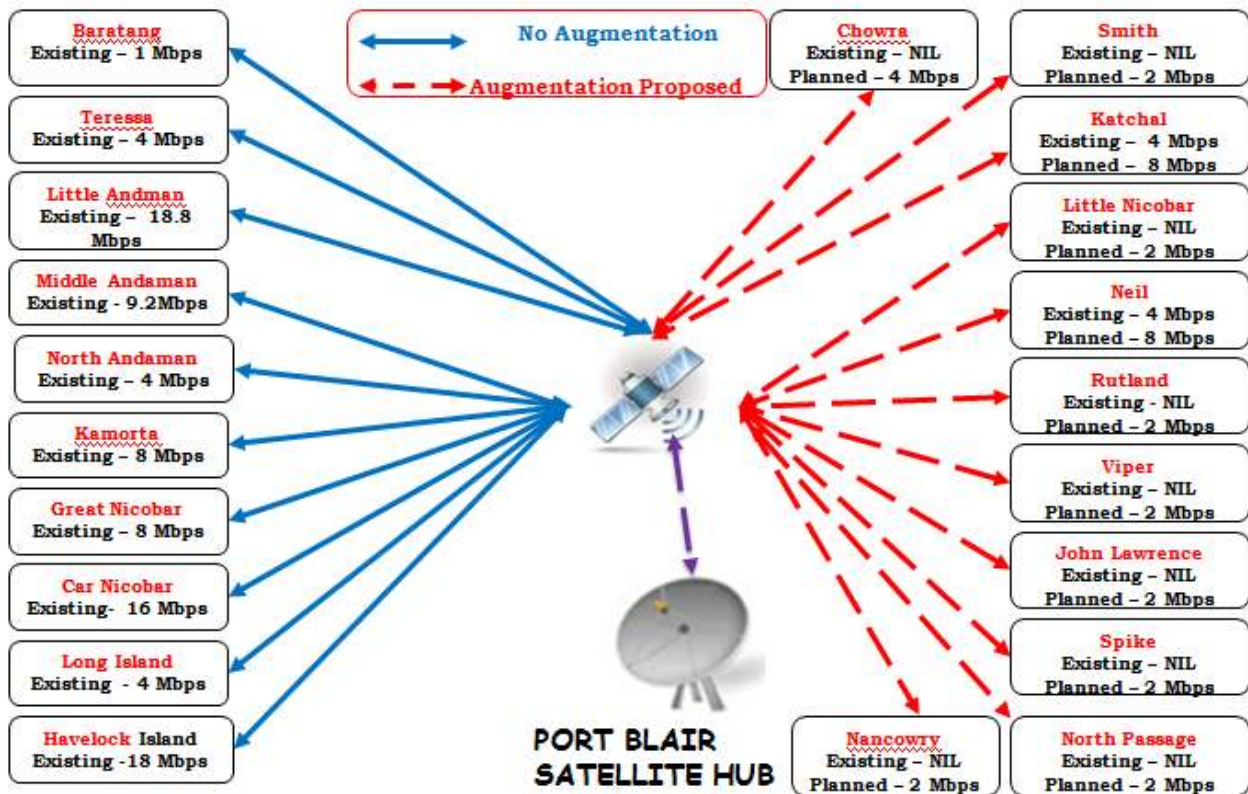 Baratang
Existing – 1 Mbps
Teressa
Existing – 4 Mbps
Little Andman
Existing – 18.8
Mbps
Middle Andaman
Existing - 9.2Mbps
North Andaman
Existing – 4 Mbps
Kamorta
Existing – 8 Mbps
Great Nicobar
Existing – 8 Mbps
Car Nicobar
Existing- 16 Mbps
Long Island
Existing - 4 Mbps
Havelock Island
Existing -18 Mbps
No Augmentation
Augmentation Proposed
PORT BLAIR
SATELLITE HUB
Chowra
Existing – NIL
Planned – 4 Mbps
Smith
Existing – NIL
Planned – 2 Mbps
Katchal
Existing – 4 Mbps
Planned – 8 Mbps
Little Nicobar
Existing – NIL
Planned – 2 Mbps
Neil
Existing – 4 Mbps
Planned – 8 Mbps
Rutland
Existing - NIL
Planned – 2 Mbps
Viper
Existing – NIL
Planned – 2 Mbps
John Lawrence
Existing – NIL
Planned – 2 Mbps
Spike
Existing – NIL
Planned – 2 Mbps
Nancowry
Existing – NIL
Planned – 2 Mbps
North Passage
Existing – NIL
Planned – 2 Mbps